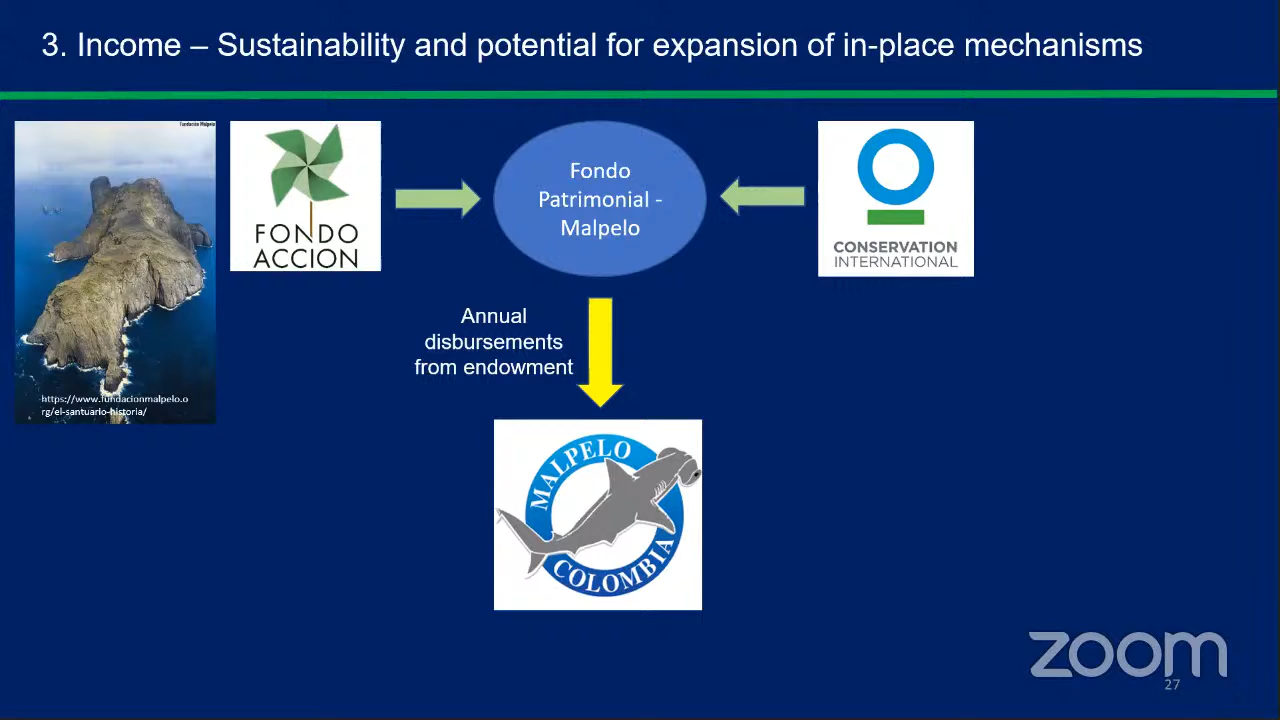 3. Income – Sustainability and potential for expansion of in-place mechanisms
Fundación Malpelo
https://www.fundacionmalpelo.o
rg/el-santuario-historia/
FONDO
ACCION
Fondo
Patrimonial -
Malpelo
CONSERVATION
INTERNATIONAL
Annual
disbursements
from endowment
MALPELO
COLOMBIA
zoom
27